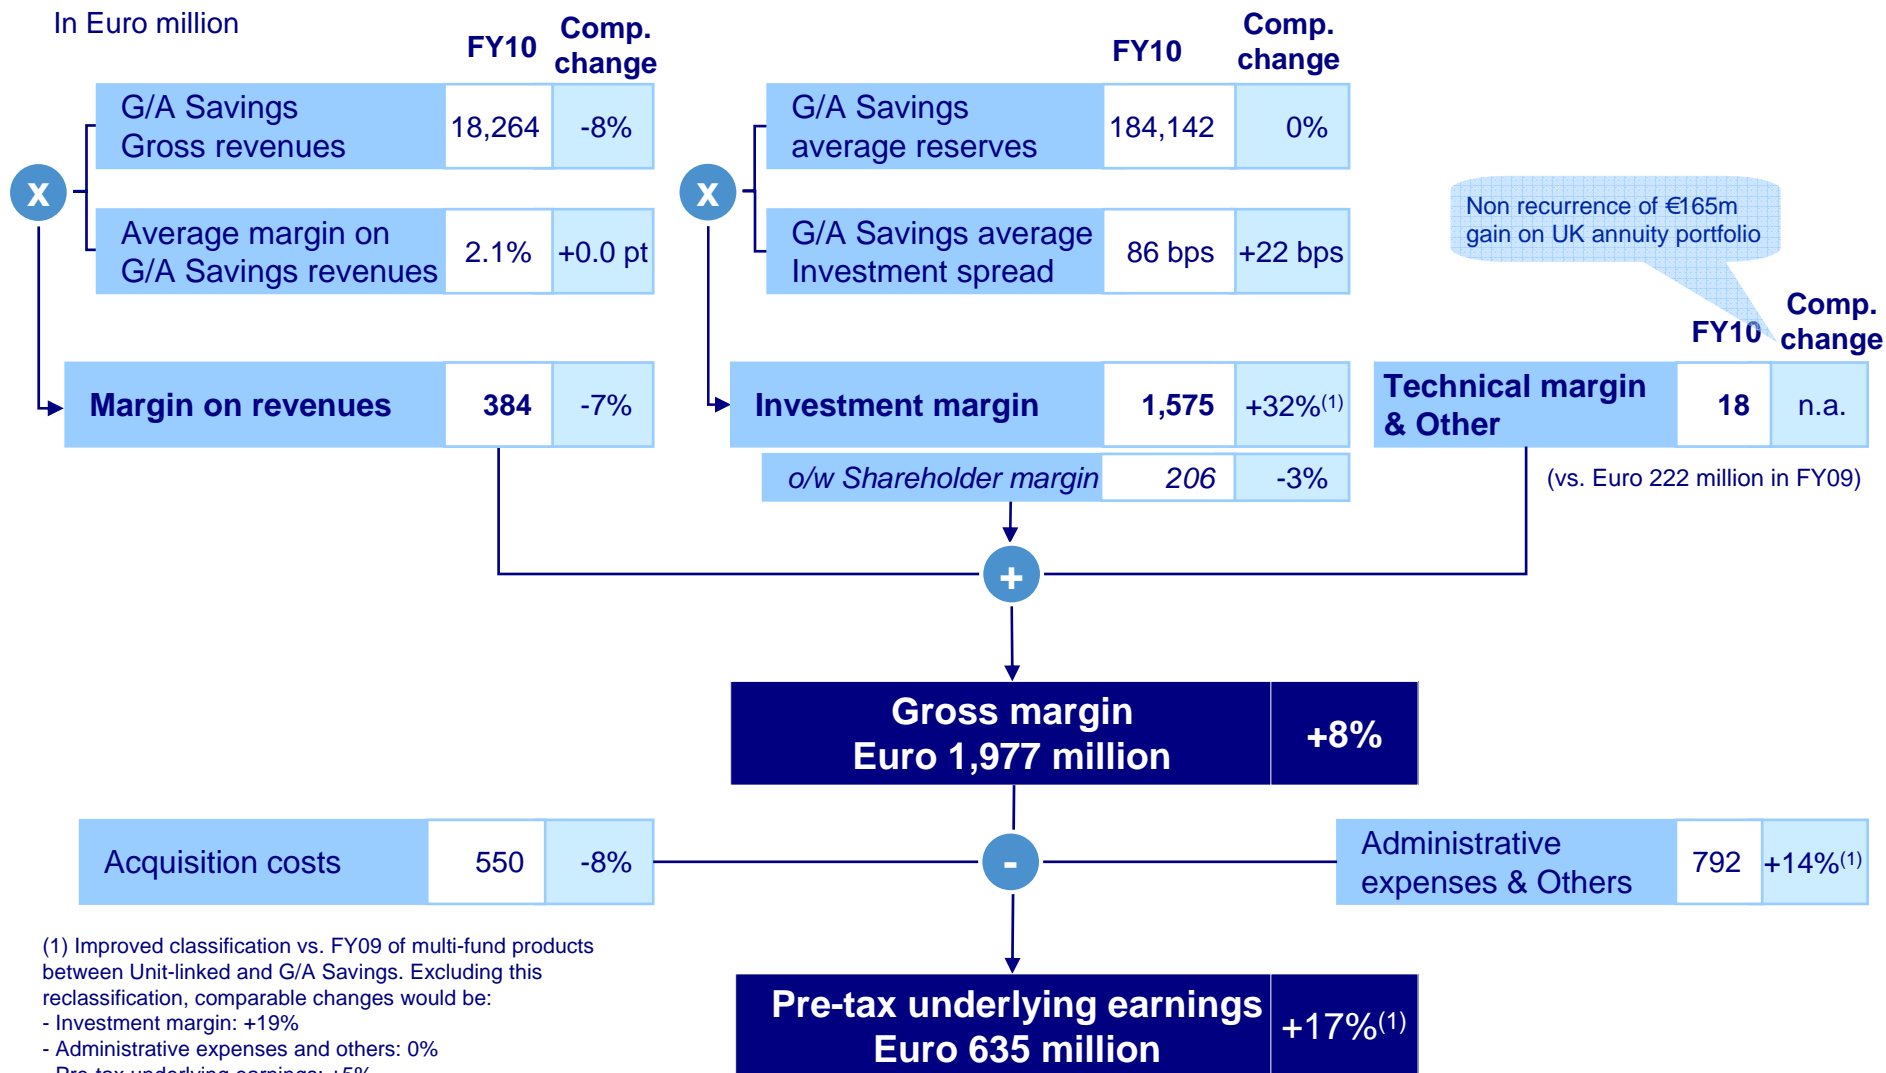 In Euro million
FY10
Comp.
change
G/A Savings
Gross revenues
18,264
-8%
x
Average margin on
G/A Savings revenues
2.1%
+0.0 pt
Margin on revenues
384
-7%
FY10
Comp.
change
G/A Savings
average reserves
184,142
0%
x
G/A Savings average
Investment spread
86 bps
+22 bps
Investment margin
1,575
+32%(1)
o/w Shareholder margin
206
-3%
Non recurrence of €165m
gain on UK annuity portfolio
FY10
Comp.
change
Technical margin
& Other
18
n.a.
(vs. Euro 222 million in FY09)
+
Gross margin
Euro 1,977 million
+8%
Acquisition costs
550
-8%
-
Administrative
expenses & Others
792
+14%(1)
(1) Improved classification vs. FY09 of multi-fund products
between Unit-linked and G/A Savings. Excluding this
reclassification, comparable changes would be:
- Investment margin: +19%
- Administrative expenses and others: 0%
- Pre-tax underlying earnings: +5%
Pre-tax underlying earnings
Euro 635 million
+17%(1)